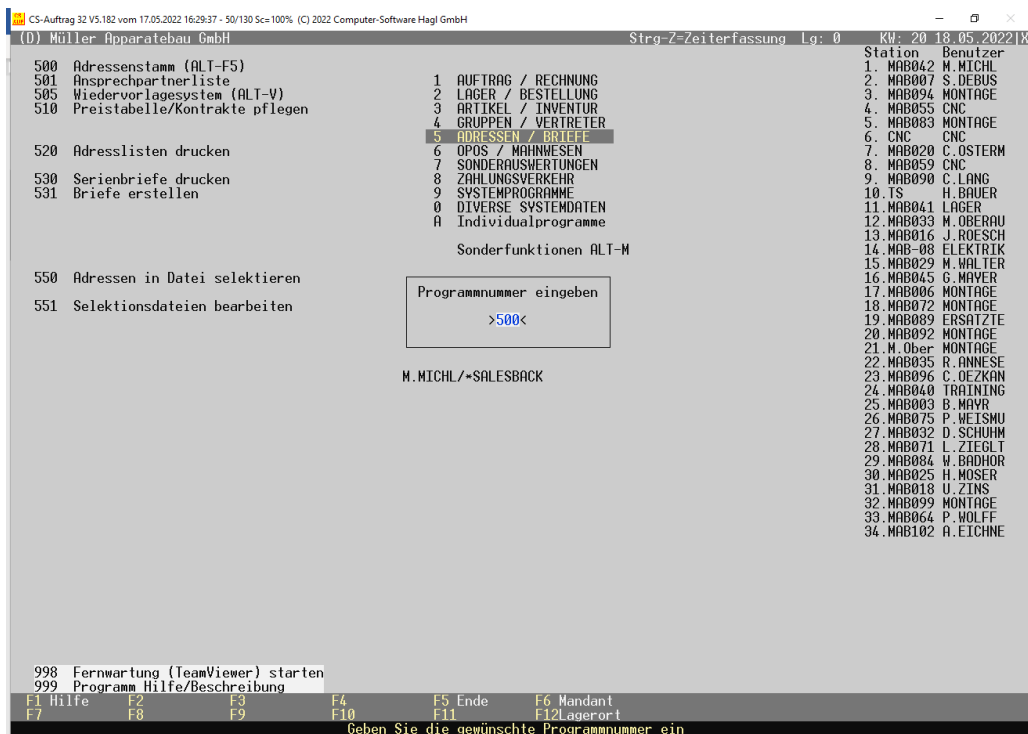 CS-Auftrag 32 V5.182 vom 17.05.2022 16:29:37 - 50/130 Sc=100% (C) 2022 Computer-Software Hagl GmbH
(D) Müller Apparatebau GmbH Strg-Z=Zeiterfassung Lg: 0 KW: 20 18.05.2022|X
500 Adressenstamm (ALT-F5)
501 Ansprechpartnerliste
505 Wiedervorlagesystem (ALT-V)
510 Preistabelle/Kontrakte pflegen
520 Adresslisten drucken
530 Serienbriefe drucken
531 Briefe erstellen
550 Adressen in Datei selektieren
551 Selektionsdateien bearbeiten
1 AUFTRAG / RECHNUNG
2 LAGER / BESTELLUNG
3 ARTIKEL / INVENTUR
4 GRUPPEN / VERTRETER
5 ADRESSEN / BRIEFE
6 OPOS / MAHNWESEN
7 SONDERAUSWERTUNGEN
8 ZAHLUNGSVERKEHR
9 SYSTEMPROGRAMME
0 DIVERSE SYSTEMDATEN
A Individualprogramme
Sonderfunktionen ALT-M
Programmnummer eingeben
>500<
M.MICHL/*SALESBACK
Station Benutzer
1. MAB042 M.MICHL
2. MAB007 S.DEBUS
3. MAB094 MONTAGE
4. MAB055 CNC
5. MAB083 MONTAGE
6. CNC CNC
7. MAB020 C.OSTERM
8. MAB059 CNC
9. MAB090 C.LANG
10.TS H.BAUER
11.MAB041 LAGER
12.MAB033 M.OBERAU
13.MAB016 J.ROESCH
14.MAB-08 ELEKTRIK
15.MAB029 M.WALTER
16.MAB045 G.MAYER
17.MAB006 MONTAGE
18.MAB072 MONTAGE
19.MAB089 ERSATZTE
20.MAB092 MONTAGE
21.M.Ober MONTAGE
22.MAB035 R.ANNESE
23.MAB096 C.OEZKAN
24.MAB040 TRAINING
25.MAB003 B.MAYR
26.MAB075 P.WEISMU
27.MAB032 D.SCHUHM
28.MAB071 L.ZIEGLT
29.MAB084 W.BADHOR
30.MAB025 H.MOSER
31.MAB018 U.ZINS
32.MAB099 MONTAGE
33.MAB064 P.WOLFF
34.MAB102 A.EICHNE
998 Fernwartung (TeamViewer) starten
999 Programm Hilfe/Beschreibung
F1 Hilfe F2 F3 F4 F5 Ende F6 Mandant
F7 F8 F9 F10 F11 F12Lagerort
Geben Sie die gewünschte Programmnummer ein